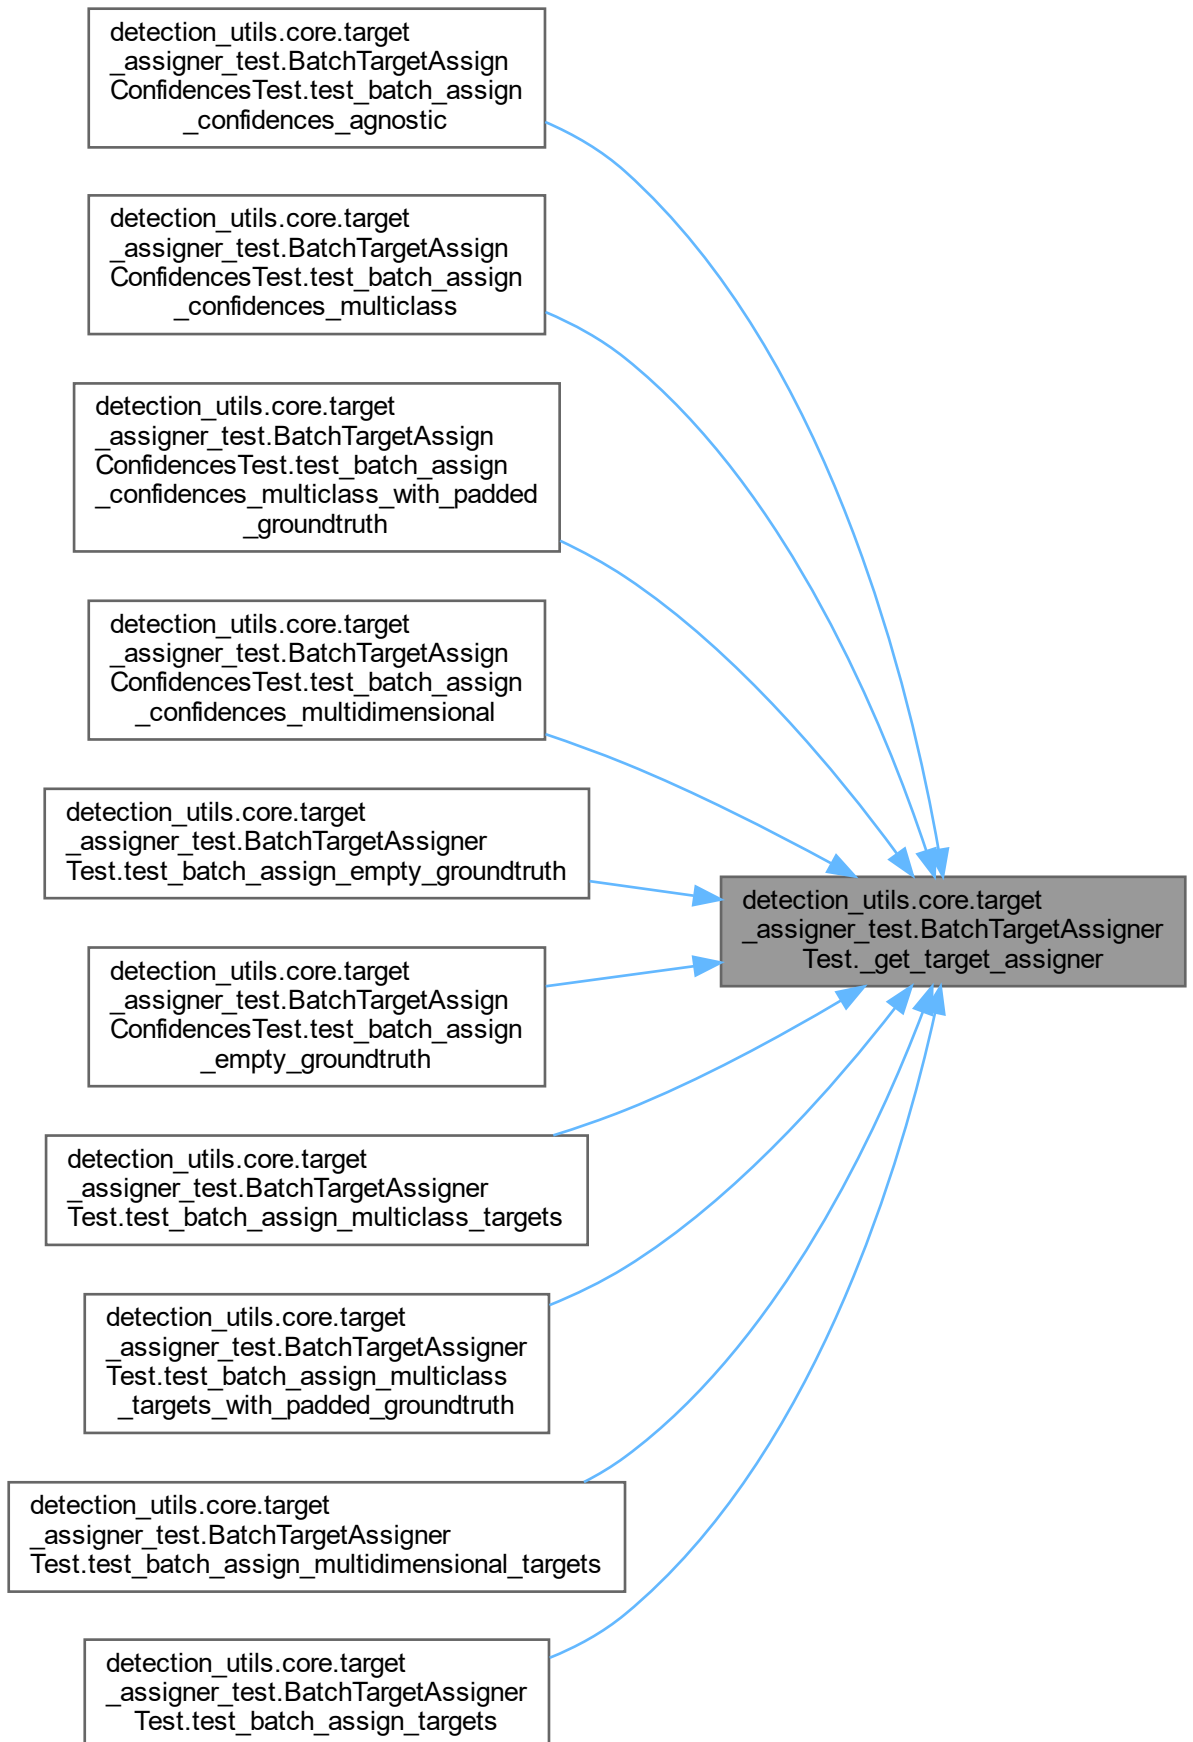 detection_utils.core.target
_assigner_test.BatchTargetAssign
ConfidencesTest.test_batch_assign
_confidences_agnostic
detection_utils.core.target
_assigner_test.BatchTargetAssign
ConfidencesTest.test_batch_assign
_confidences_multiclass
detection_utils.core.target
_assigner_test.BatchTargetAssign
ConfidencesTest.test_batch_assign
_confidences_multiclass_with_padded
_groundtruth
detection_utils.core.target
_assigner_test.BatchTargetAssign
ConfidencesTest.test_batch_assign
_confidences_multidimensional
detection_utils.core.target
_assigner_test.BatchTargetAssigner
Test.test_batch_assign_empty_groundtruth
detection_utils.core.target
_assigner_test.BatchTargetAssigner
Test._get_target_assigner
detection_utils.core.target
_assigner_test.BatchTargetAssign
ConfidencesTest.test_batch_assign
_empty_groundtruth
detection_utils.core.target
_assigner_test.BatchTargetAssigner
Test.test_batch_assign_multiclass_targets
detection_utils.core.target
_assigner_test.BatchTargetAssigner
Test.test_batch_assign_multiclass
_targets_with_padded_groundtruth
detection_utils.core.target
_assigner_test.BatchTargetAssigner
Test.test_batch_assign_multidimensional_targets
detection_utils.core.target
_assigner_test.BatchTargetAssigner
Test.test_batch_assign_targets